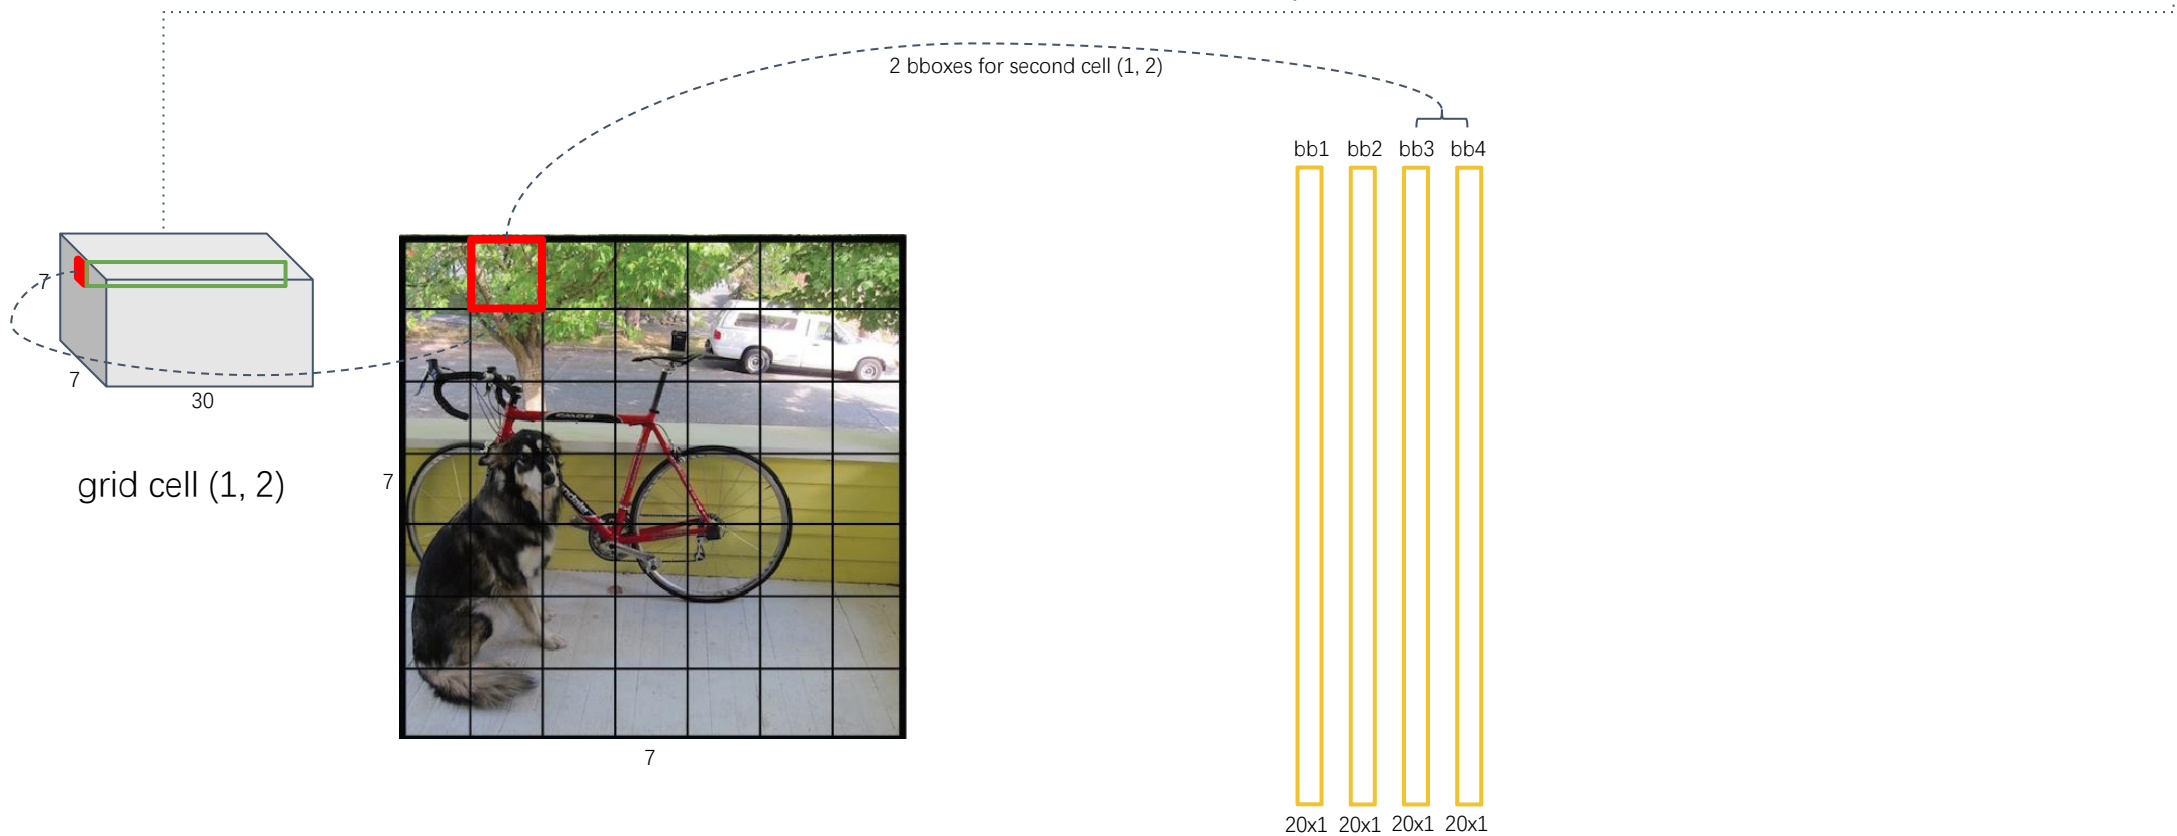 2 bboxes for second cell (1, 2)
bb1 bb2 bb3 bb4
7
7
30
grid cell (1, 2)
7
7
20x1 20x1 20x1 20x1